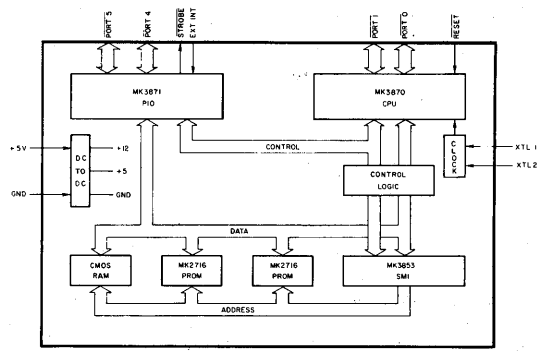 PORT 5
PORT 4
STROBE
EXT INT
PORT 1
PORT 0
RESET
MK3871
PIO
MK3870
CPU
+5V
GND
DC
TO
DC
+12
+5
GND
CONTROL
CONTROL
LOGIC
CLOCK
XTL 1
XTL 2
DATA
CMOS
RAM
MK2716
PROM
MK2716
PROM
MK3853
SMI
ADDRESS